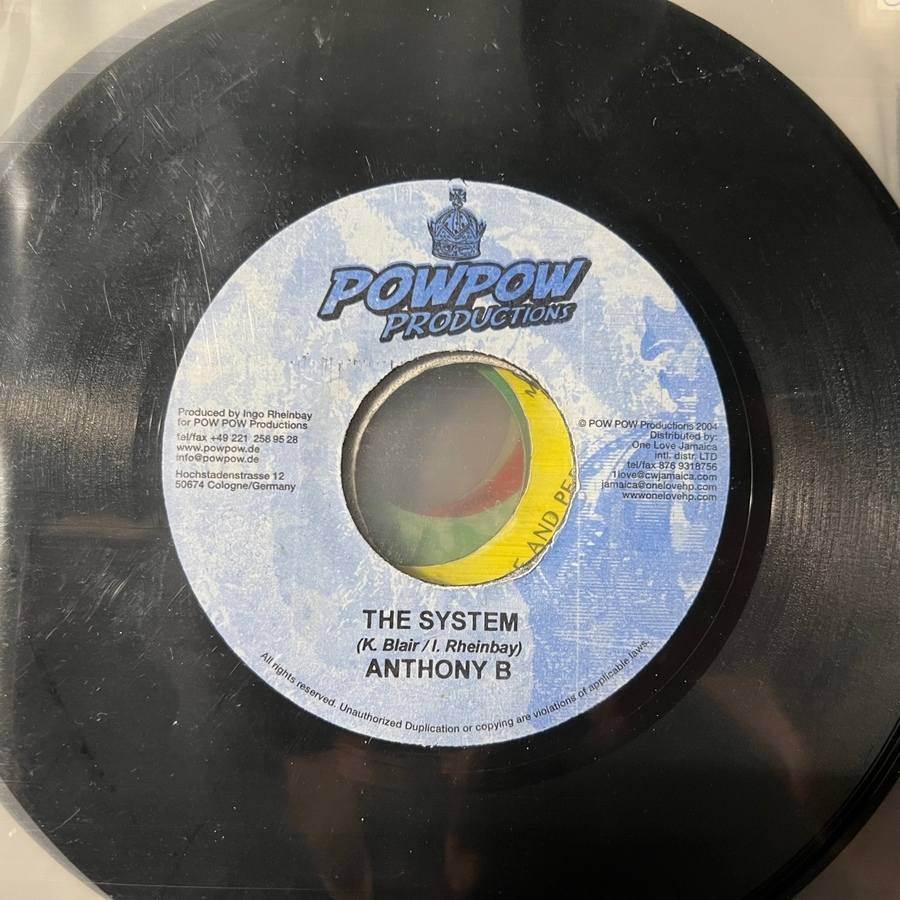 POWPOW
PRODUCTIONS
Produced by Ingo Rheinbay
for POW POW Productions
tel/fax +49 221 258 95 28
www.powpow.de
info@powpow.de
Hochstadenstrasse 12
50674 Cologne/Germany
© POW POW Productions 2004
Distributed by:
One Love Jamaica
intl. distr. LTD
tel/fax 876 9318756
1love@cwjamaica.com
jamaica@onelovehp.com
www.onelovehp.com
AND
THE SYSTEM
(K. Blair / I. Rheinbay)
ANTHONY B
All rights reserved. Unauthorized Duplication or copying are violations of applicable laws.